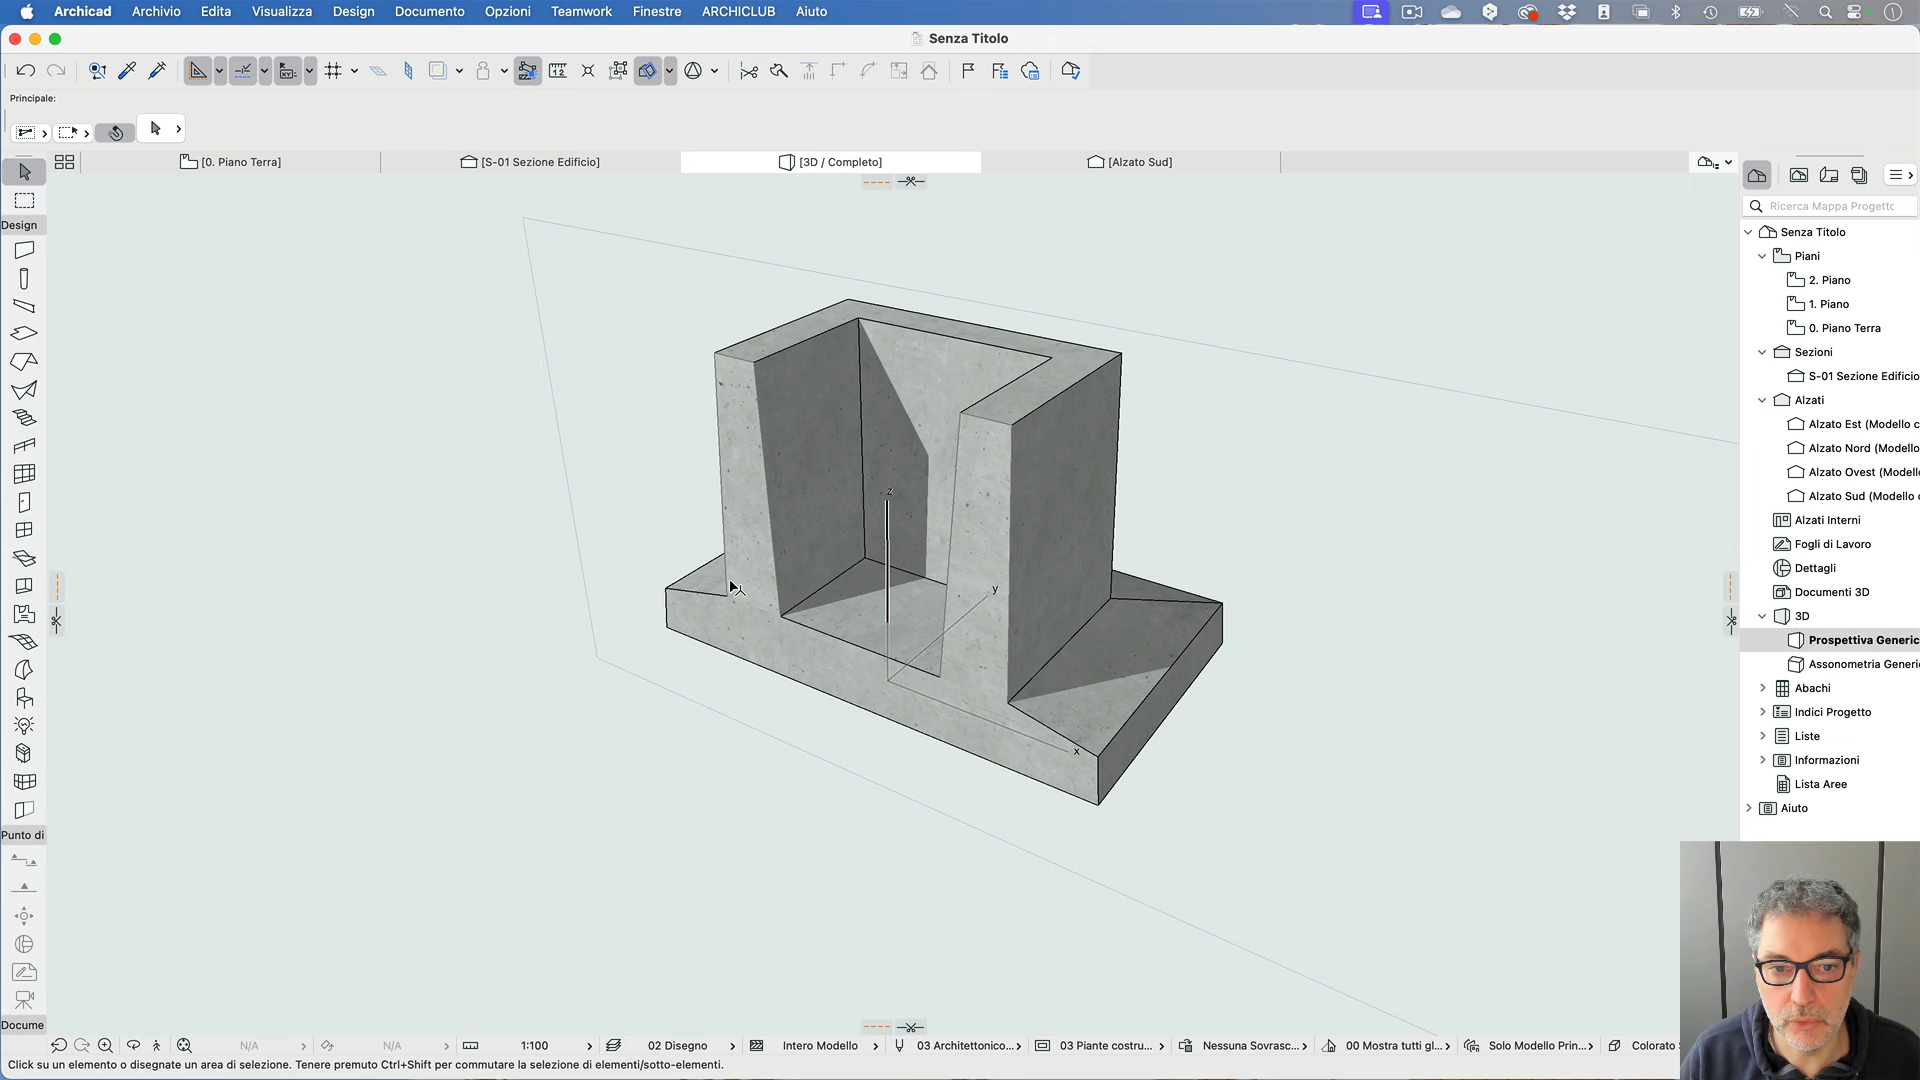 Archicad Archivio Edita Visualizza Design Documento Opzioni Teamwork Finestre ARCHICLUB Aiuto
Senza Titolo
Principale:
[0. Piano Terra]
[S-01 Sezione Edificio]
[3D / Completo]
[Alzato Sud]
Ricerca Mappa Progetto
Design
Senza Titolo
Piani
2. Piano
1. Piano
0. Piano Terra
Sezioni
S-01 Sezione Edificio
Alzati
Alzato Est (Modello c
Alzato Nord (Modello
Alzato Ovest (Model
Alzato Sud (Modello c
Alzati Interni
Fogli di Lavoro
Dettagli
Documenti 3D
3D
Prospettiva Generic
Assonometria Generi
Abachi
Indici Progetto
Liste
Informazioni
Lista Aree
Aiuto
z
y
x
Punto di
Docume
N/A N/A 1:100 02 Disegno Intero Modello 03 Architettonico... 03 Piante costru... Nessuna Sovrasc... 00 Mostra tutti gl... Solo Modello Prin... Colorato S
Click su un elemento o disegnate un area di selezione. Tenere premuto Ctrl+Shift per commutare la selezione di elementi/sotto-elementi.